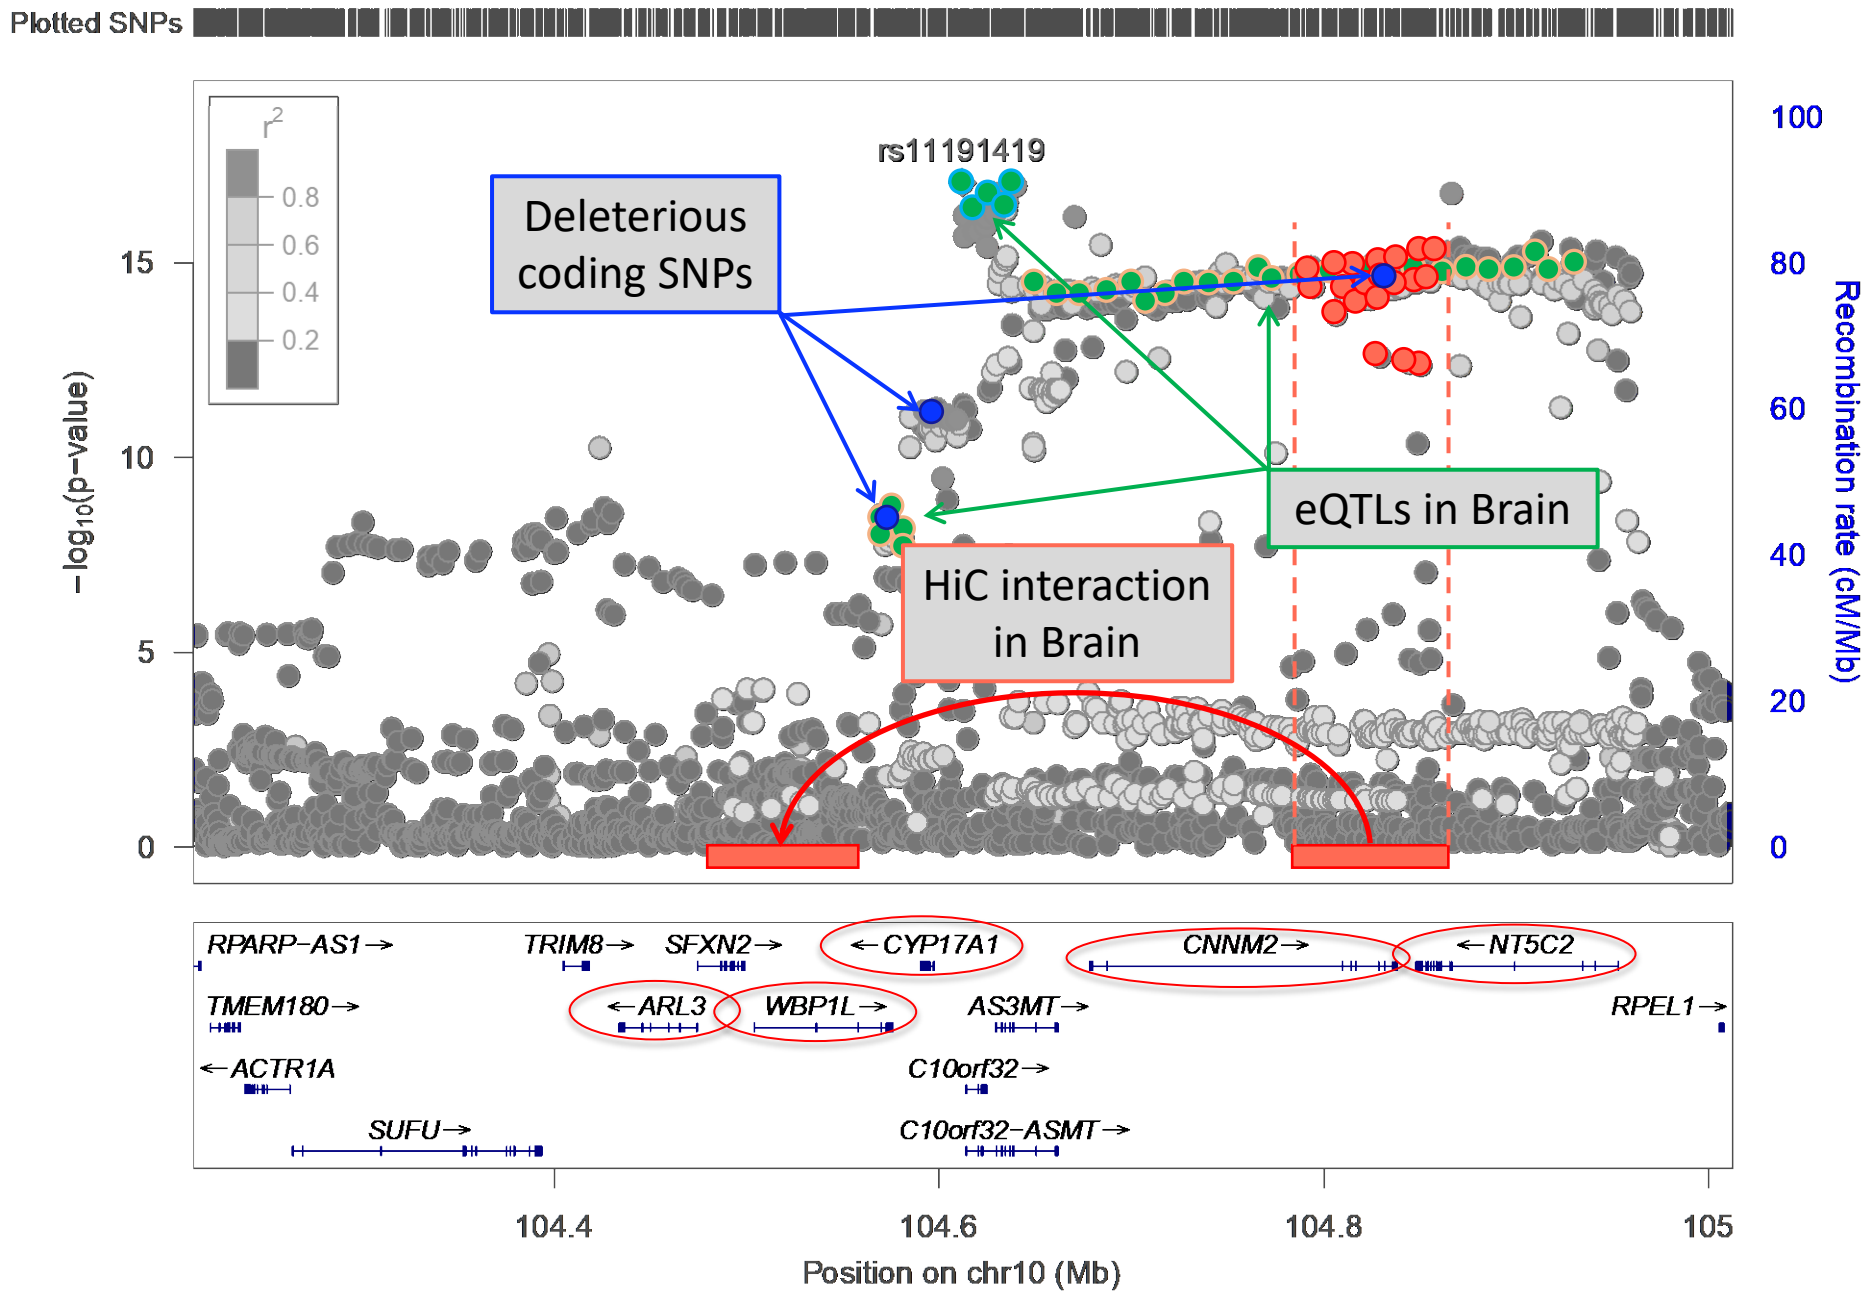 Plotted SNPs
r2
0.8
0.6
0.4
0.2
rs11191419
Deleterious
coding SNPs
eQTLs in Brain
HiC interaction
in Brain
−log10(p−value)
15
10
5
0
100
80
60
40
20
0
Recombination rate (cM/Mb)
RPARP−AS1→
TRIM8→
SFXN2→
←CYP17A1
CNNM2→
←NT5C2
TMEM180→
←ARL3
WBP1L→
AS3MT→
RPEL1→
←ACTR1A
C10orf32→
SUFU→
C10orf32−ASMT→
104.4
104.6
104.8
105
Position on chr10 (Mb)